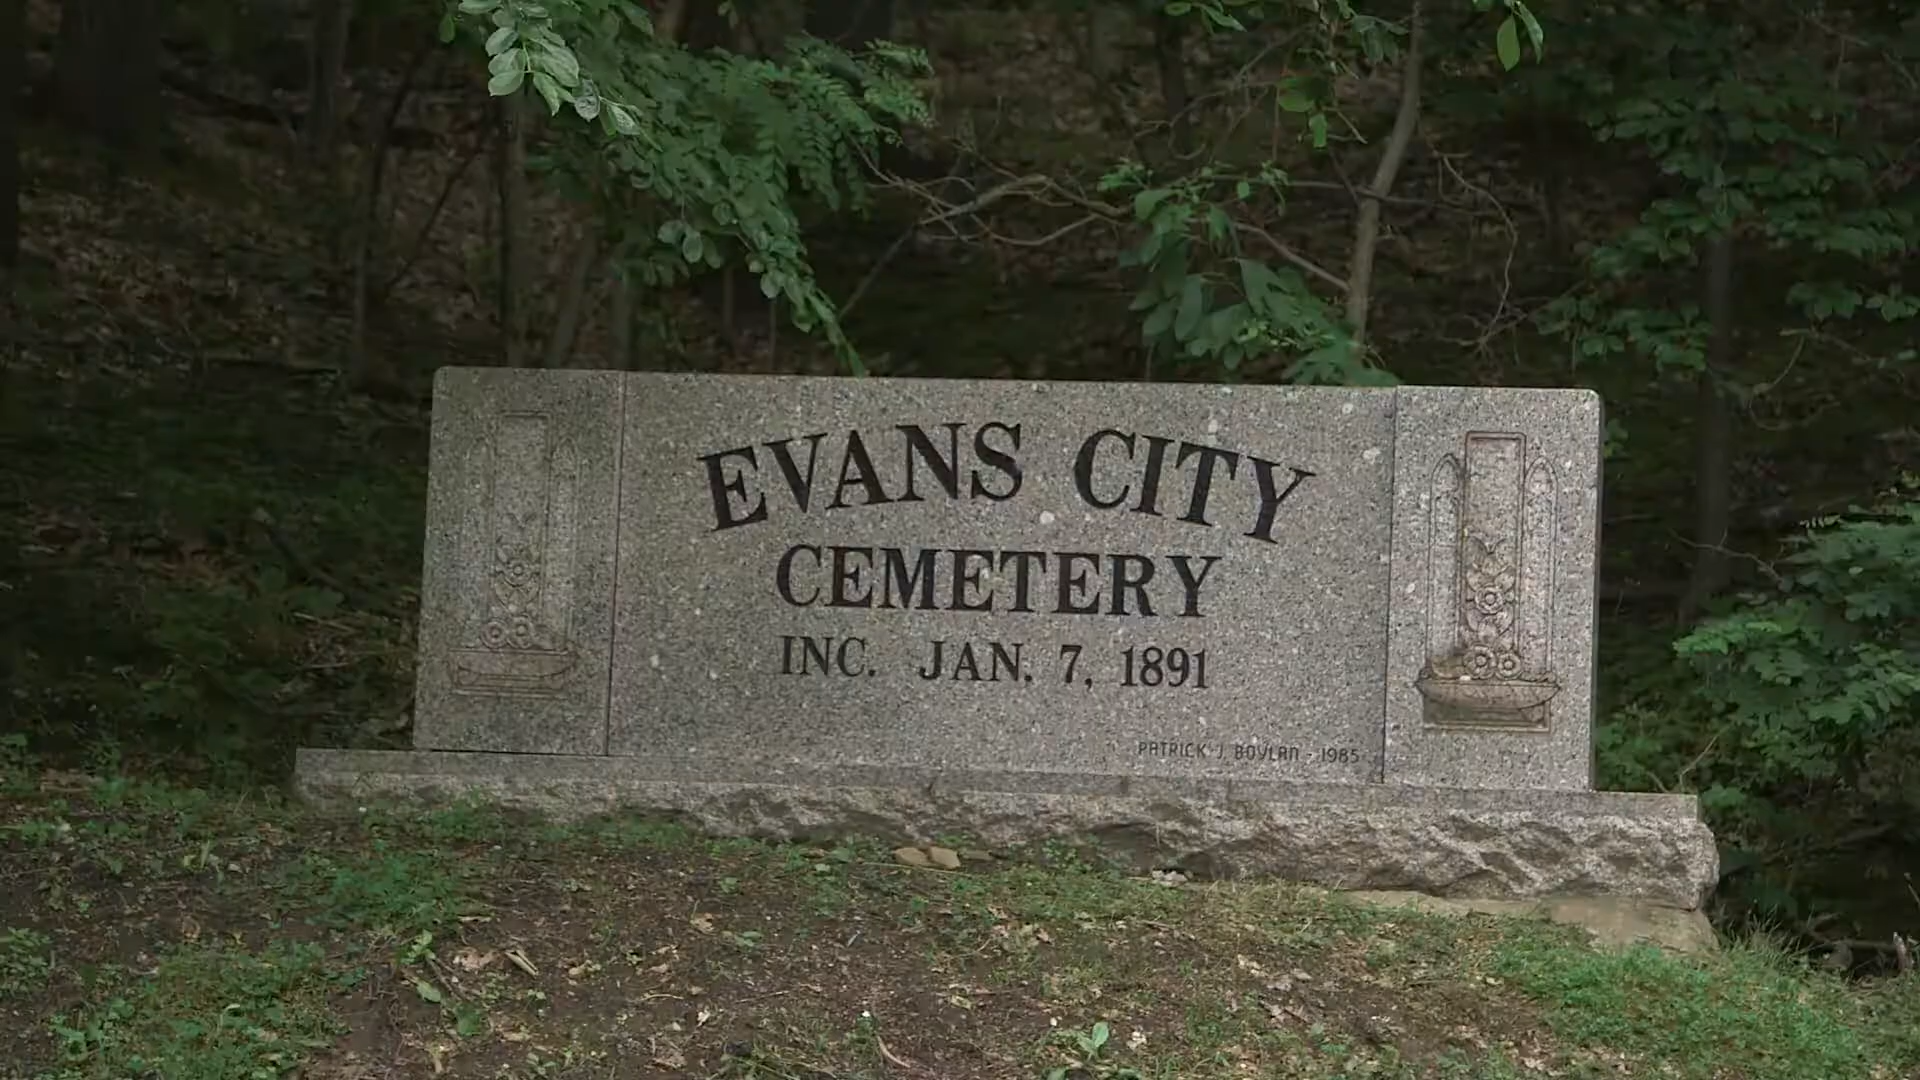 EVANS CITY
CEMETERY
INC. JAN. 7, 1891
PATRICK J. BOYLAN - 1985